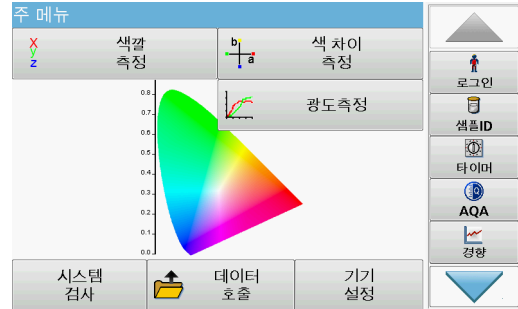 주 메뉴
X
y
z
색깔
측정
b
a
색 차이
측정
광도측정
0.8
0.7
0.6
0.5
0.4
0.3
0.2
0.1
0.0
시스템
검사
데이터
호출
기기
설정
로그인
샘플ID
타이머
AQA
경향